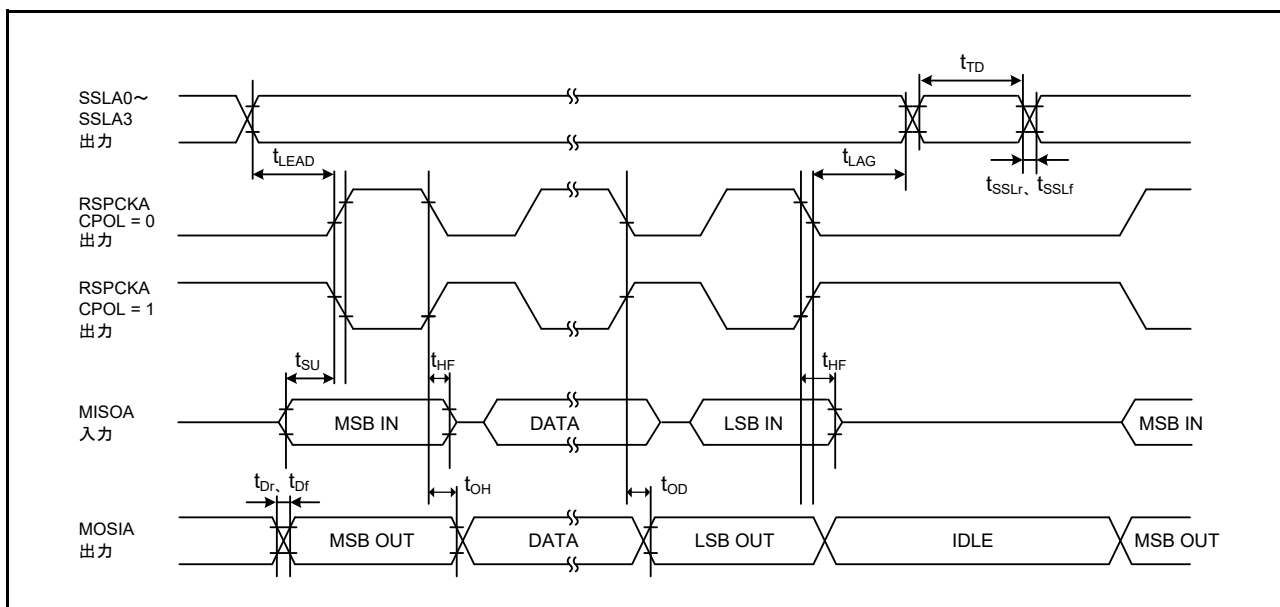 tTD
SSLA0～
SSLA3
出力
tLEAD
tLAG
tSSLr、tSSLf
RSPCKA
CPOL = 0
出力
RSPCKA
CPOL = 1
出力
tSU
tHF
tHF
MISOA
入力
MSB IN
DATA
LSB IN
MSB IN
tDr、tDf
tOH
tOD
MOSIA
出力
MSB OUT
DATA
LSB OUT
IDLE
MSB OUT